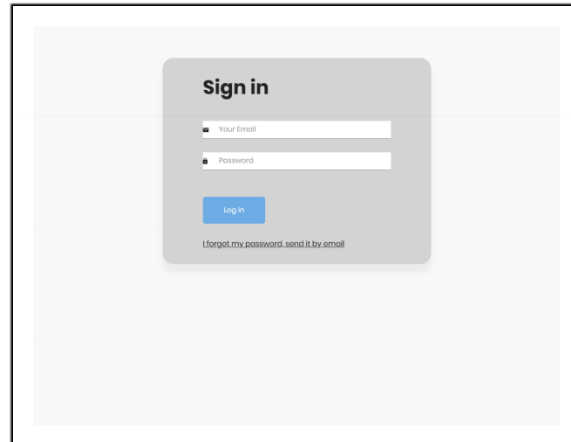 Sign in
Your Email
Password
Log in
I forgot my password, send it by email